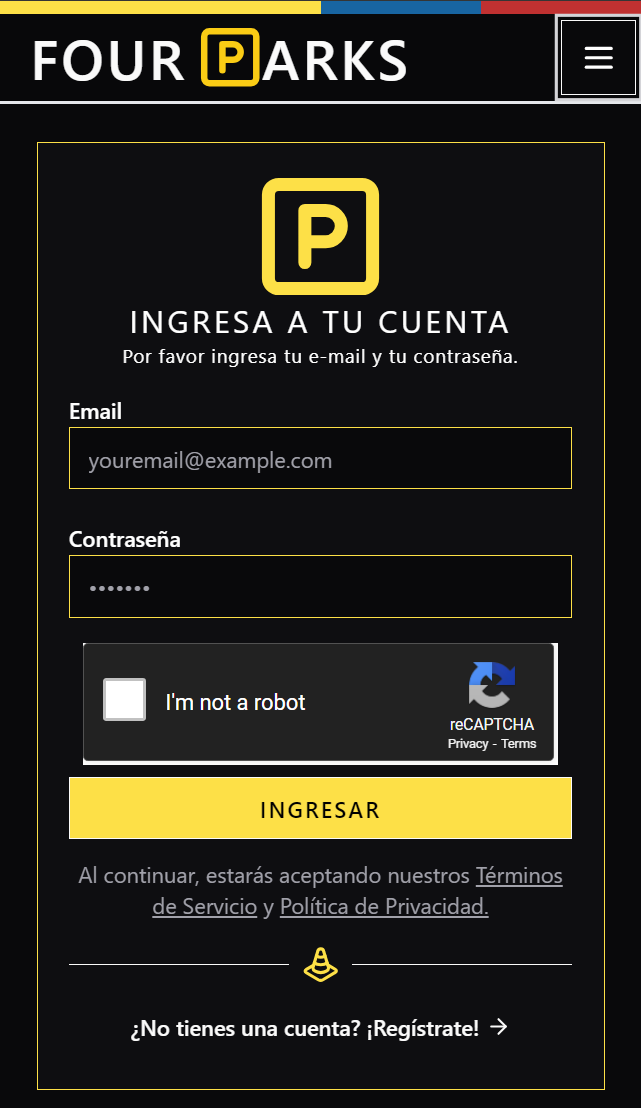 FOUR PARKS
P
INGRESA A TU CUENTA
Por favor ingresa tu e-mail y tu contraseña.
Email
youremail@example.com
Contraseña
•••••••
I'm not a robot
reCAPTCHA
Privacy - Terms
INGRESAR
Al continuar, estarás aceptando nuestros Términos
de Servicio y Política de Privacidad.
¿No tienes una cuenta? ¡Regístrate! →